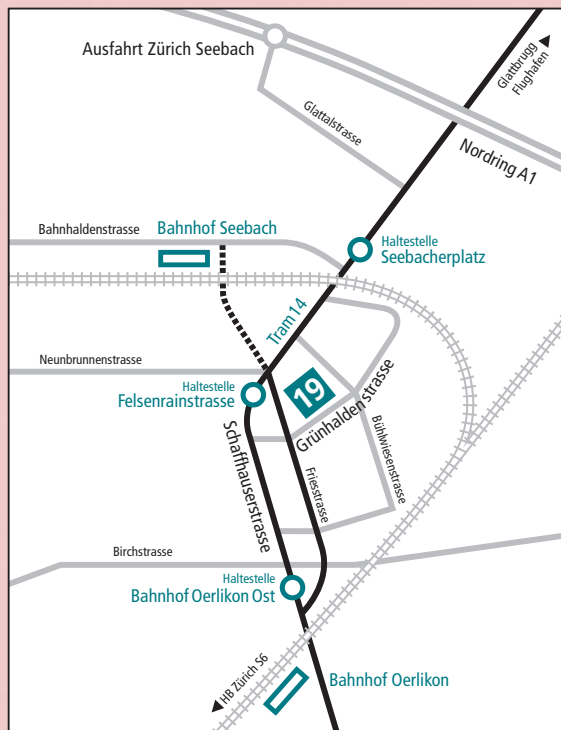 Ausfahrt Zürich Seebach
Glattbrugg
Flughafen
Glattalstrasse
Nordring A1
Bahnhaldenstrasse
Bahnhof Seebach
Haltestelle
Seebacherplatz
Tram 14
Neunbrunnenstrasse
Haltestelle
Felsenrainstrasse
19
Grünhaldenstrasse
Schaffhauserstrasse
Friesstrasse
Bühlwiesenstrasse
Birchstrasse
Haltestelle
Bahnhof Oerlikon Ost
HB Zürich S6
Bahnhof Oerlikon